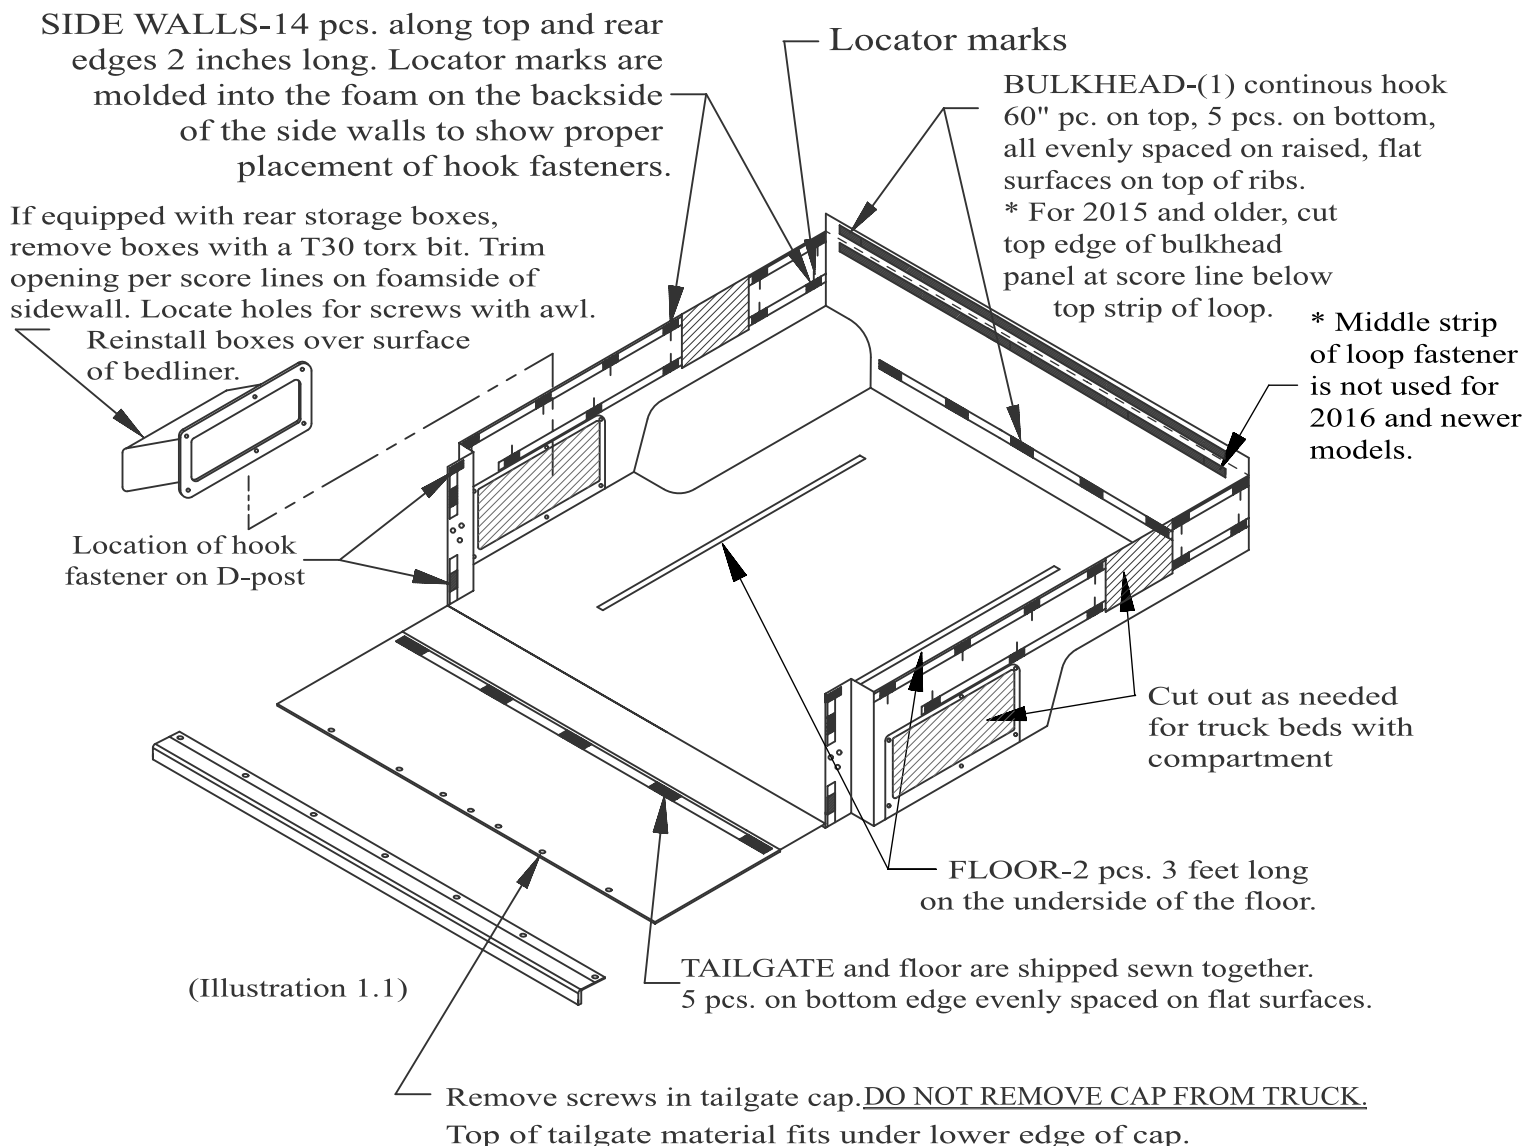 SIDE WALLS-14 pcs. along top and rear
edges 2 inches long. Locator marks are
molded into the foam on the backside
of the side walls to show proper
placement of hook fasteners.
Locator marks
BULKHEAD-(1) continous hook
60" pc. on top, 5 pcs. on bottom,
all evenly spaced on raised, flat
surfaces on top of ribs.
* For 2015 and older, cut
top edge of bulkhead
panel at score line below
top strip of loop.
If equipped with rear storage boxes,
remove boxes with a T30 torx bit. Trim
opening per score lines on foamside of
sidewall. Locate holes for screws with awl.
Reinstall boxes over surface
of bedliner.
* Middle strip
of loop fastener
is not used for
2016 and newer
models.
Location of hook
fastener on D-post
Cut out as needed
for truck beds with
compartment
FLOOR-2 pcs. 3 feet long
on the underside of the floor.
TAILGATE and floor are shipped sewn together.
5 pcs. on bottom edge evenly spaced on flat surfaces.
(Illustration 1.1)
Remove screws in tailgate cap. DO NOT REMOVE CAP FROM TRUCK.
Top of tailgate material fits under lower edge of cap.